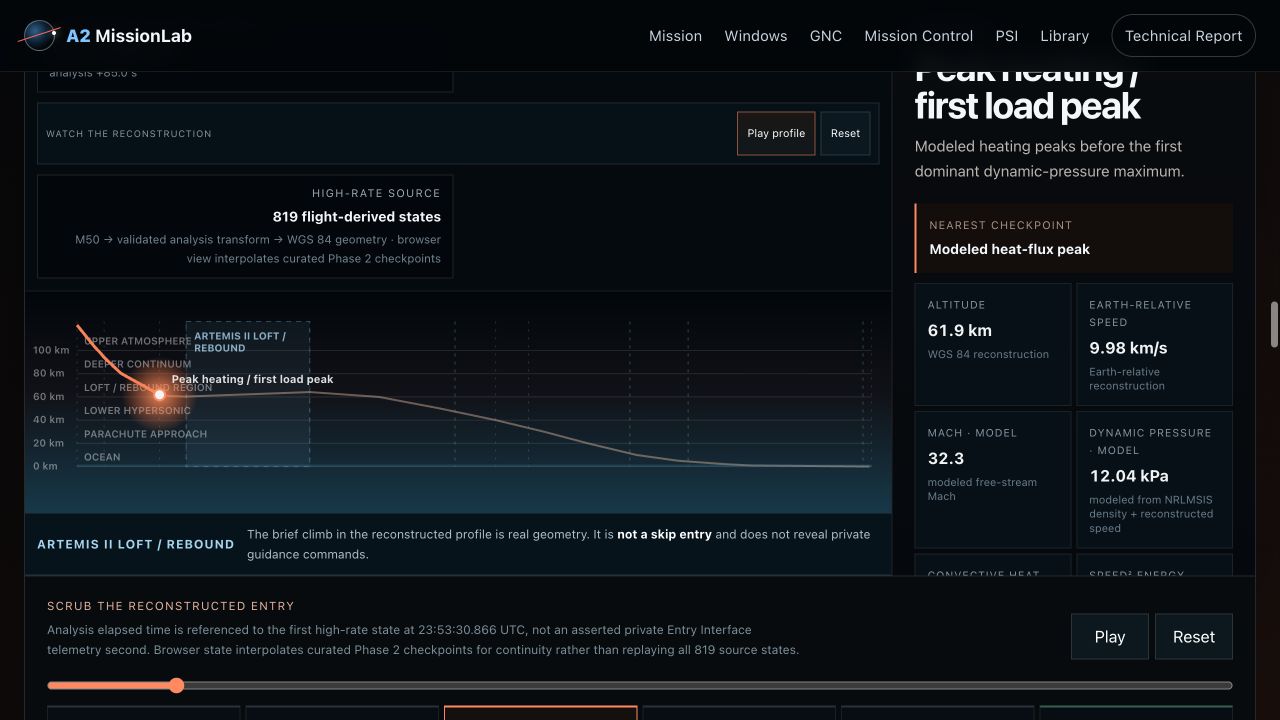 A2 MissionLab
Mission
Windows
GNC
Mission Control
PSI
Library
Technical Report
analysis +85.0 s
WATCH THE RECONSTRUCTION
Play profile
Reset
HIGH-RATE SOURCE
819 flight-derived states
M50 → validated analysis transform → WGS 84 geometry · browser
view interpolates curated Phase 2 checkpoints
ARTEMIS II LOFT /
REBOUND
UPPER ATMOSPHERE
100 km
DEEPER CONTINUUM
80 km
Peak heating / first load peak
LOFT / REBOUND REGION
60 km
LOWER HYPERSONIC
40 km
PARACHUTE APPROACH
20 km
OCEAN
0 km
ARTEMIS II LOFT / REBOUND
The brief climb in the reconstructed profile is real geometry. It is not a skip entry and does not reveal private
guidance commands.
Peak heating /
first load peak
Modeled heating peaks before the first
dominant dynamic-pressure maximum.
NEAREST CHECKPOINT
Modeled heat-flux peak
ALTITUDE
61.9 km
WGS 84 reconstruction
EARTH-RELATIVE
SPEED
9.98 km/s
Earth-relative
reconstruction
MACH · MODEL
32.3
modeled free-stream
Mach
DYNAMIC PRESSURE
· MODEL
12.04 kPa
modeled from NRLMSIS
density + reconstructed
speed
CONVECTIVE HEAT
SPEED² ENERGY
SCRUB THE RECONSTRUCTED ENTRY
Analysis elapsed time is referenced to the first high-rate state at 23:53:30.866 UTC, not an asserted private Entry Interface
telemetry second. Browser state interpolates curated Phase 2 checkpoints for continuity rather than replaying all 819 source states.
Play
Reset